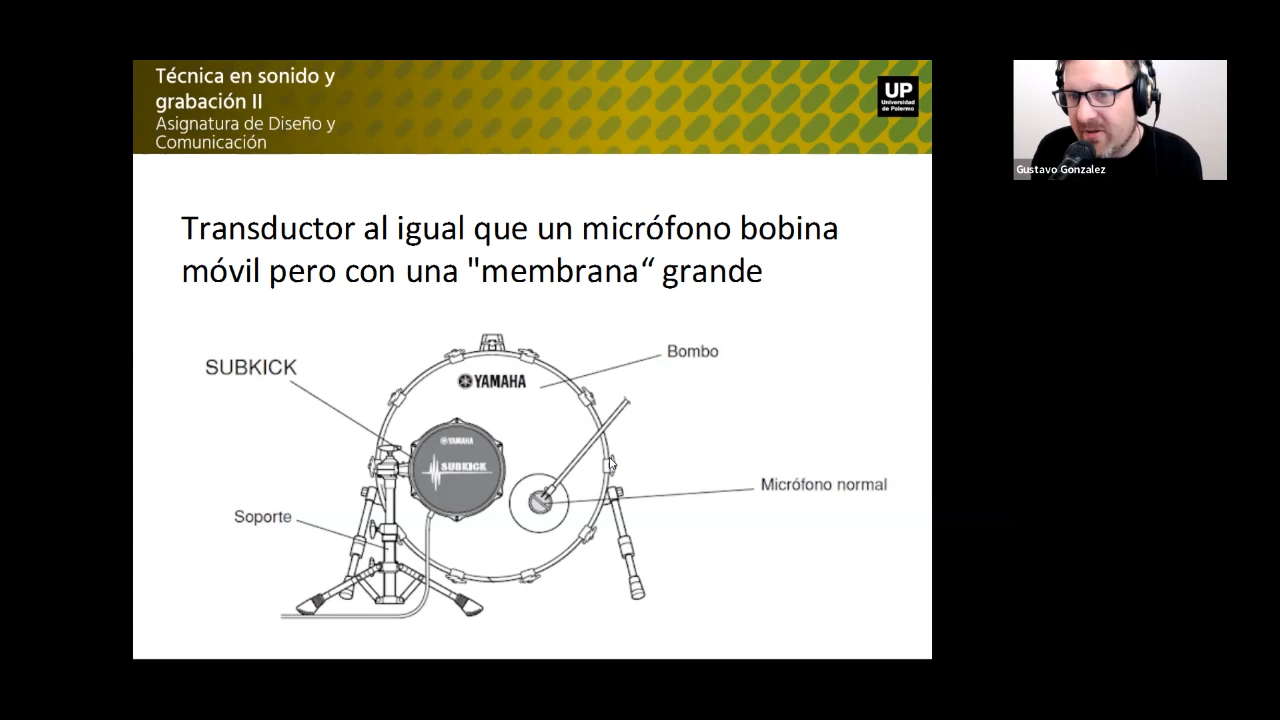 Técnica en sonido y
grabación II
Asignatura de Diseño y
Comunicación
UP
Universidad
de Palermo
Gustavo Gonzalez
Transductor al igual que un micrófono bobina
móvil pero con una "membrana“ grande
SUBKICK
Bombo
YAMAHA
YAMAHA
SUBKICK
Micrófono normal
Soporte